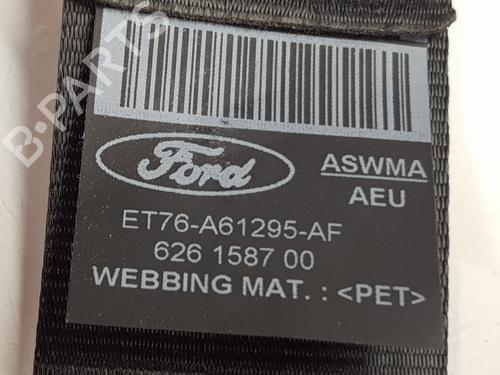 Ford
ASWMA
AEU
ET76-A61295-AF
626 1587 00
WEBBING MAT. : <PET>
B-PARTS